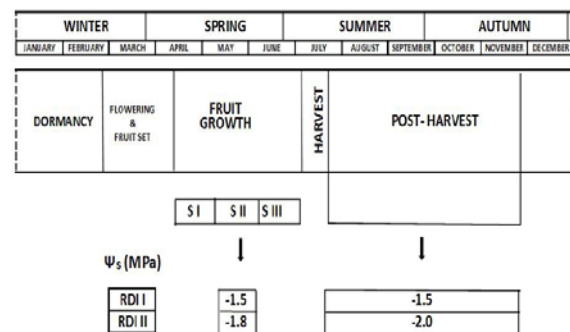 WINTER SPRING SUMMER AUTUMN
JANUARY FEBRUARY MARCH APRIL MAY JUNE JULY AUGUST SEPTEMBER OCTOBER NOVEMBER DECEMBER
DORMANCY
FLOWERING
&
FRUIT SET
FRUIT
GROWTH
HARVEST
POST- HARVEST
S I S II S III
Ψs (MPa)
RDI I -1.5 -1.5
RDI II -1.8 -2.0